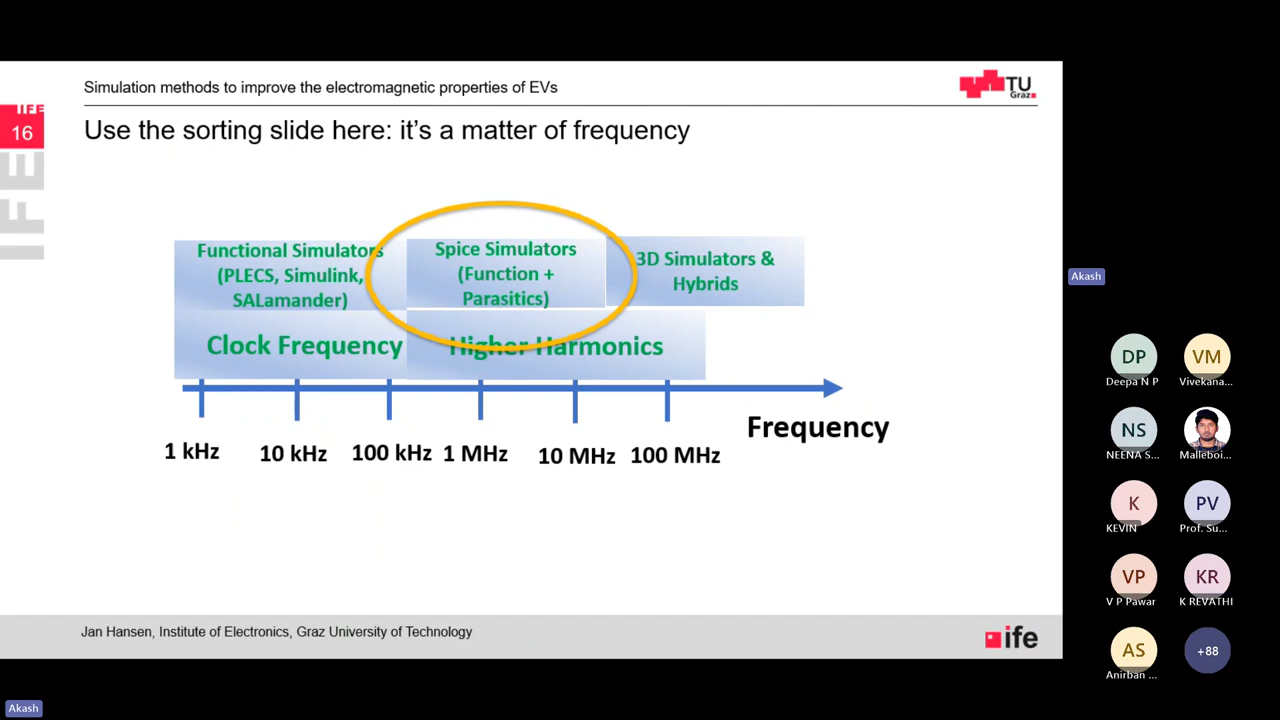 Simulation methods to improve the electromagnetic properties of EVs
TU
Graz
IFE
16
IFE
Use the sorting slide here: it's a matter of frequency
Functional Simulators
(PLECS, Simulink,
SALamander)
Spice Simulators
(Function +
Parasitics)
3D Simulators &
Hybrids
Clock Frequency
Higher Harmonics
Frequency
1 kHz
10 kHz
100 kHz
1 MHz
10 MHz
100 MHz
Jan Hansen, Institute of Electronics, Graz University of Technology
ife
Akash
DP
Deepa N P
VM
Vivekana...
NS
NEENA S...
Malleboi...
K
KEVIN
PV
Prof. Su...
VP
V P Pawar
KR
K REVATHI
AS
Anirban ...
+88
Akash